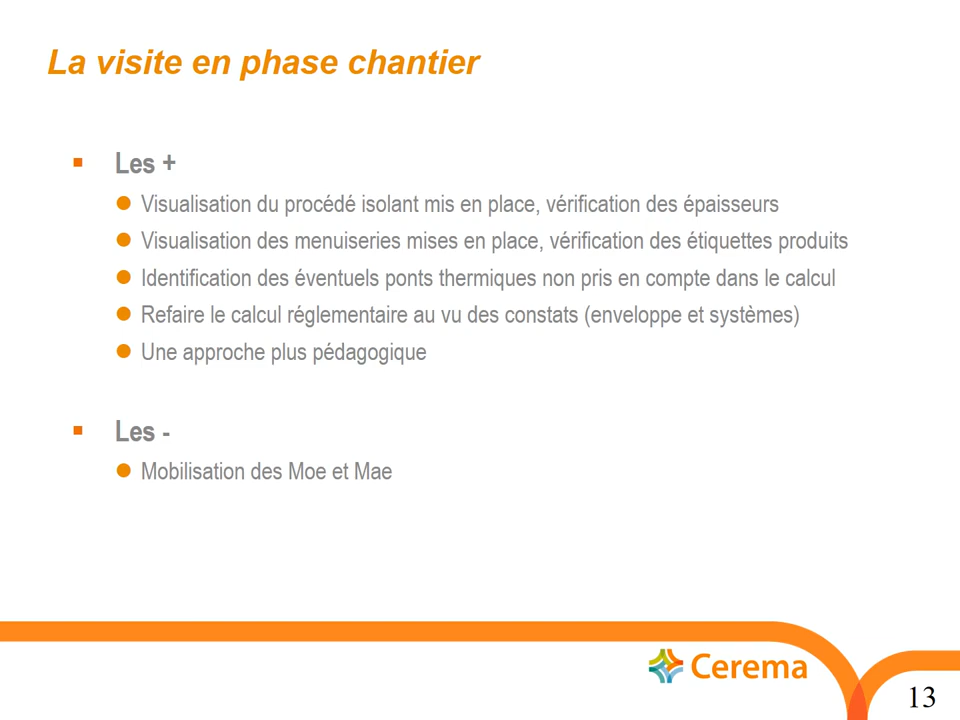 La visite en phase chantier
Les +
Visualisation du procédé isolant mis en place, vérification des épaisseurs
Visualisation des menuiseries mises en place, vérification des étiquettes produits
Identification des éventuels ponts thermiques non pris en compte dans le calcul
Refaire le calcul réglementaire au vu des constats (enveloppe et systèmes)
Une approche plus pédagogique
Les -
Mobilisation des Moe et Mae
Cerema
13